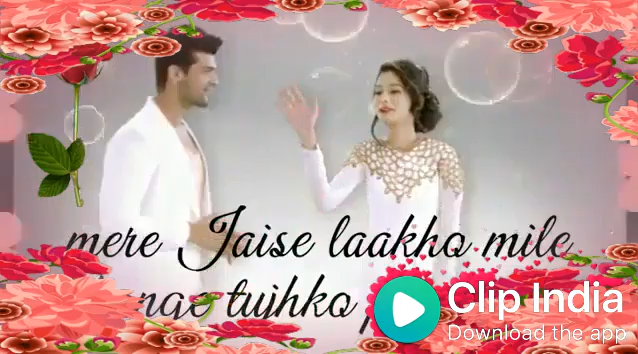 mere Jaise laakho mile
tujhko
Clip India
Download the app